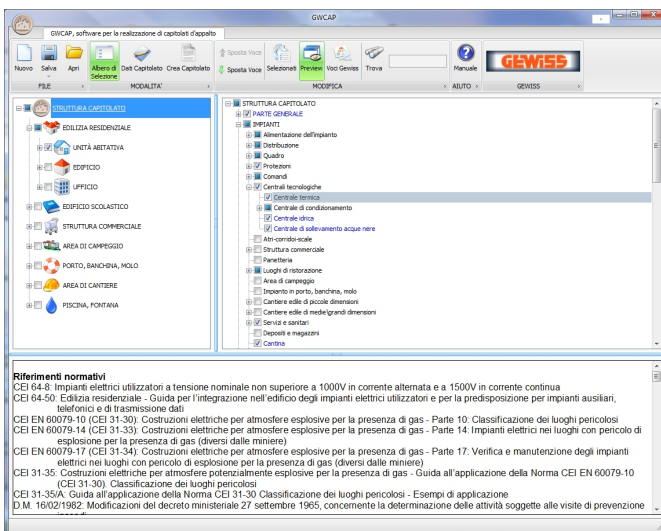 GWCAP
GWCAP, software per la realizzazione di capitolati d'appalto
Nuovo
Salva
Apri
Albero di Selezione
Dati Capitolato
Crea Capitolato
Sposta Voce
Sposta Voce
Selezionati
Preview
Voci Gewiss
Trova
Manuale
GEWISS
FILE
MODALITA'
MODIFICA
AIUTO
GEWISS
STRUTTURA CAPITOLATO
EDILIZIA RESIDENZIALE
UNITÀ ABITATIVA
EDIFICIO
UFFICIO
EDIFICIO SCOLASTICO
STRUTTURA COMMERCIALE
AREA DI CAMPEGGIO
PORTO, BANCHINA, MOLO
AREA DI CANTIERE
PISCINA, FONTANA
STRUTTURA CAPITOLATO
PARTE GENERALE
IMPIANTI
Alimentazione dell'impianto
Distribuzione
Quadro
Protezioni
Comandi
Centrali tecnologiche
Centrale termica
Centrale di condizionamento
Centrale idrica
Centrale di sollevamento acque nere
Atri-corridoi-scale
Struttura commerciale
Panetteria
Luoghi di ristorazione
Area di campeggio
Impianto in porto, banchina, molo
Cantiere edile di piccole dimensioni
Cantiere edile di medie\grandi dimensioni
Servizi e sanitari
Depositi e magazzini
Cantina
Riferimenti normativi
CEI 64-8: Impianti elettrici utilizzatori a tensione nominale non superiore a 1000V in corrente alternata e a 1500V in corrente continua
CEI 64-50: Edilizia residenziale - Guida per l'integrazione nell'edificio degli impianti elettrici utilizzatori e per la predisposizione per impianti ausiliari,
telefonici e di trasmissione dati
CEI EN 60079-10 (CEI 31-30): Costruzioni elettriche per atmosfere esplosive per la presenza di gas - Parte 10: Classificazione dei luoghi pericolosi
CEI EN 60079-14 (CEI 31-33): Costruzioni elettriche per atmosfere esplosive per la presenza di gas - Parte 14: Impianti elettrici nei luoghi con pericolo di
esplosione per la presenza di gas (diversi dalle miniere)
CEI EN 60079-17 (CEI 31-34): Costruzioni elettriche per atmosfere esplosive per la presenza di gas - Parte 17: Verifica e manutenzione degli impianti
elettrici nei luoghi con pericolo di esplosione per la presenza di gas (diversi dalle miniere)
CEI 31-35: Costruzioni elettriche per atmosfere potenzialmente esplosive per la presenza di gas - Guida all'applicazione della Norma CEI EN 60079-10
(CEI 31-30). Classificazione dei luoghi pericolosi
CEI 31-35/A: Guida all'applicazione della Norma CEI 31-30 Classificazione dei luoghi pericolosi - Esempi di applicazione
D.M. 16/02/1982: Modificazioni del decreto ministeriale 27 settembre 1965, concernente la determinazione delle attività soggette alle visite di prevenzione